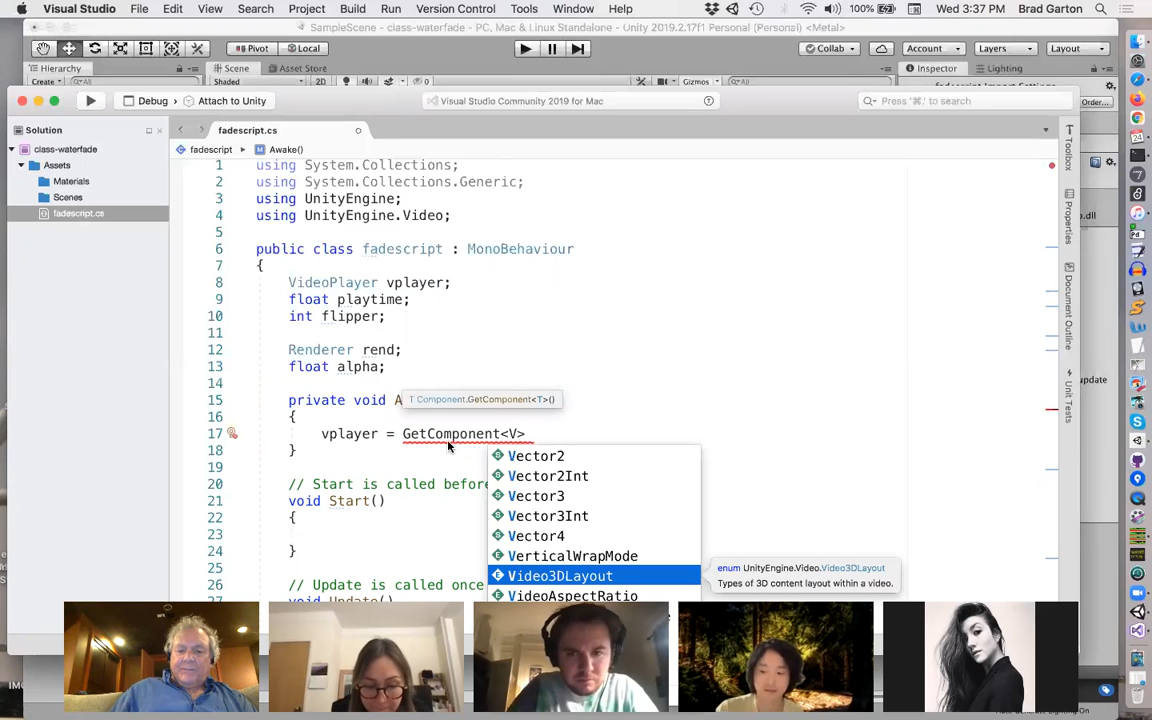 Visual Studio File Edit View Search Project Build Run Version Control Tools Window Help 100% Wed 3:37 PM Brad Garton
SampleScene - class-waterfade - PC, Mac & Linux Standalone - Unity 2019.2.17f1 Personal (Personal) <Metal>
Pivot Local Collab Account Layers Layout
Hierarchy Scene Asset Store Inspector Lighting
Create All Shaded 2D 0 Gizmos All
Debug Attach to Unity Visual Studio Community 2019 for Mac Press '⌘.' to search Order...
Solution fadescript.cs
class-waterfade fadescript Awake()
Assets
Materials
Scenes
fadescript.cs
1 using System.Collections;
2 using System.Collections.Generic;
3 using UnityEngine;
4 using UnityEngine.Video;
5
6 public class fadescript : MonoBehaviour
7 {
8 VideoPlayer vplayer;
9 float playtime;
10 int flipper;
11
12 Renderer rend;
13 float alpha;
14
15 private void A
T Component.GetComponent<T>()
16 {
17 vplayer = GetComponent<V>
18 }
19
20 // Start is called before
21 void Start()
22 {
23
24 }
25
26 // Update is called once
27 void Update()
Vector2
Vector2Int
Vector3
Vector3Int
Vector4
VerticalWrapMode
Video3DLayout
VideoAspectRatio
enum UnityEngine.Video.Video3DLayout
Types of 3D content layout within a video.
Toolbox
Properties
Document Outline
Unit Tests
.dll
update